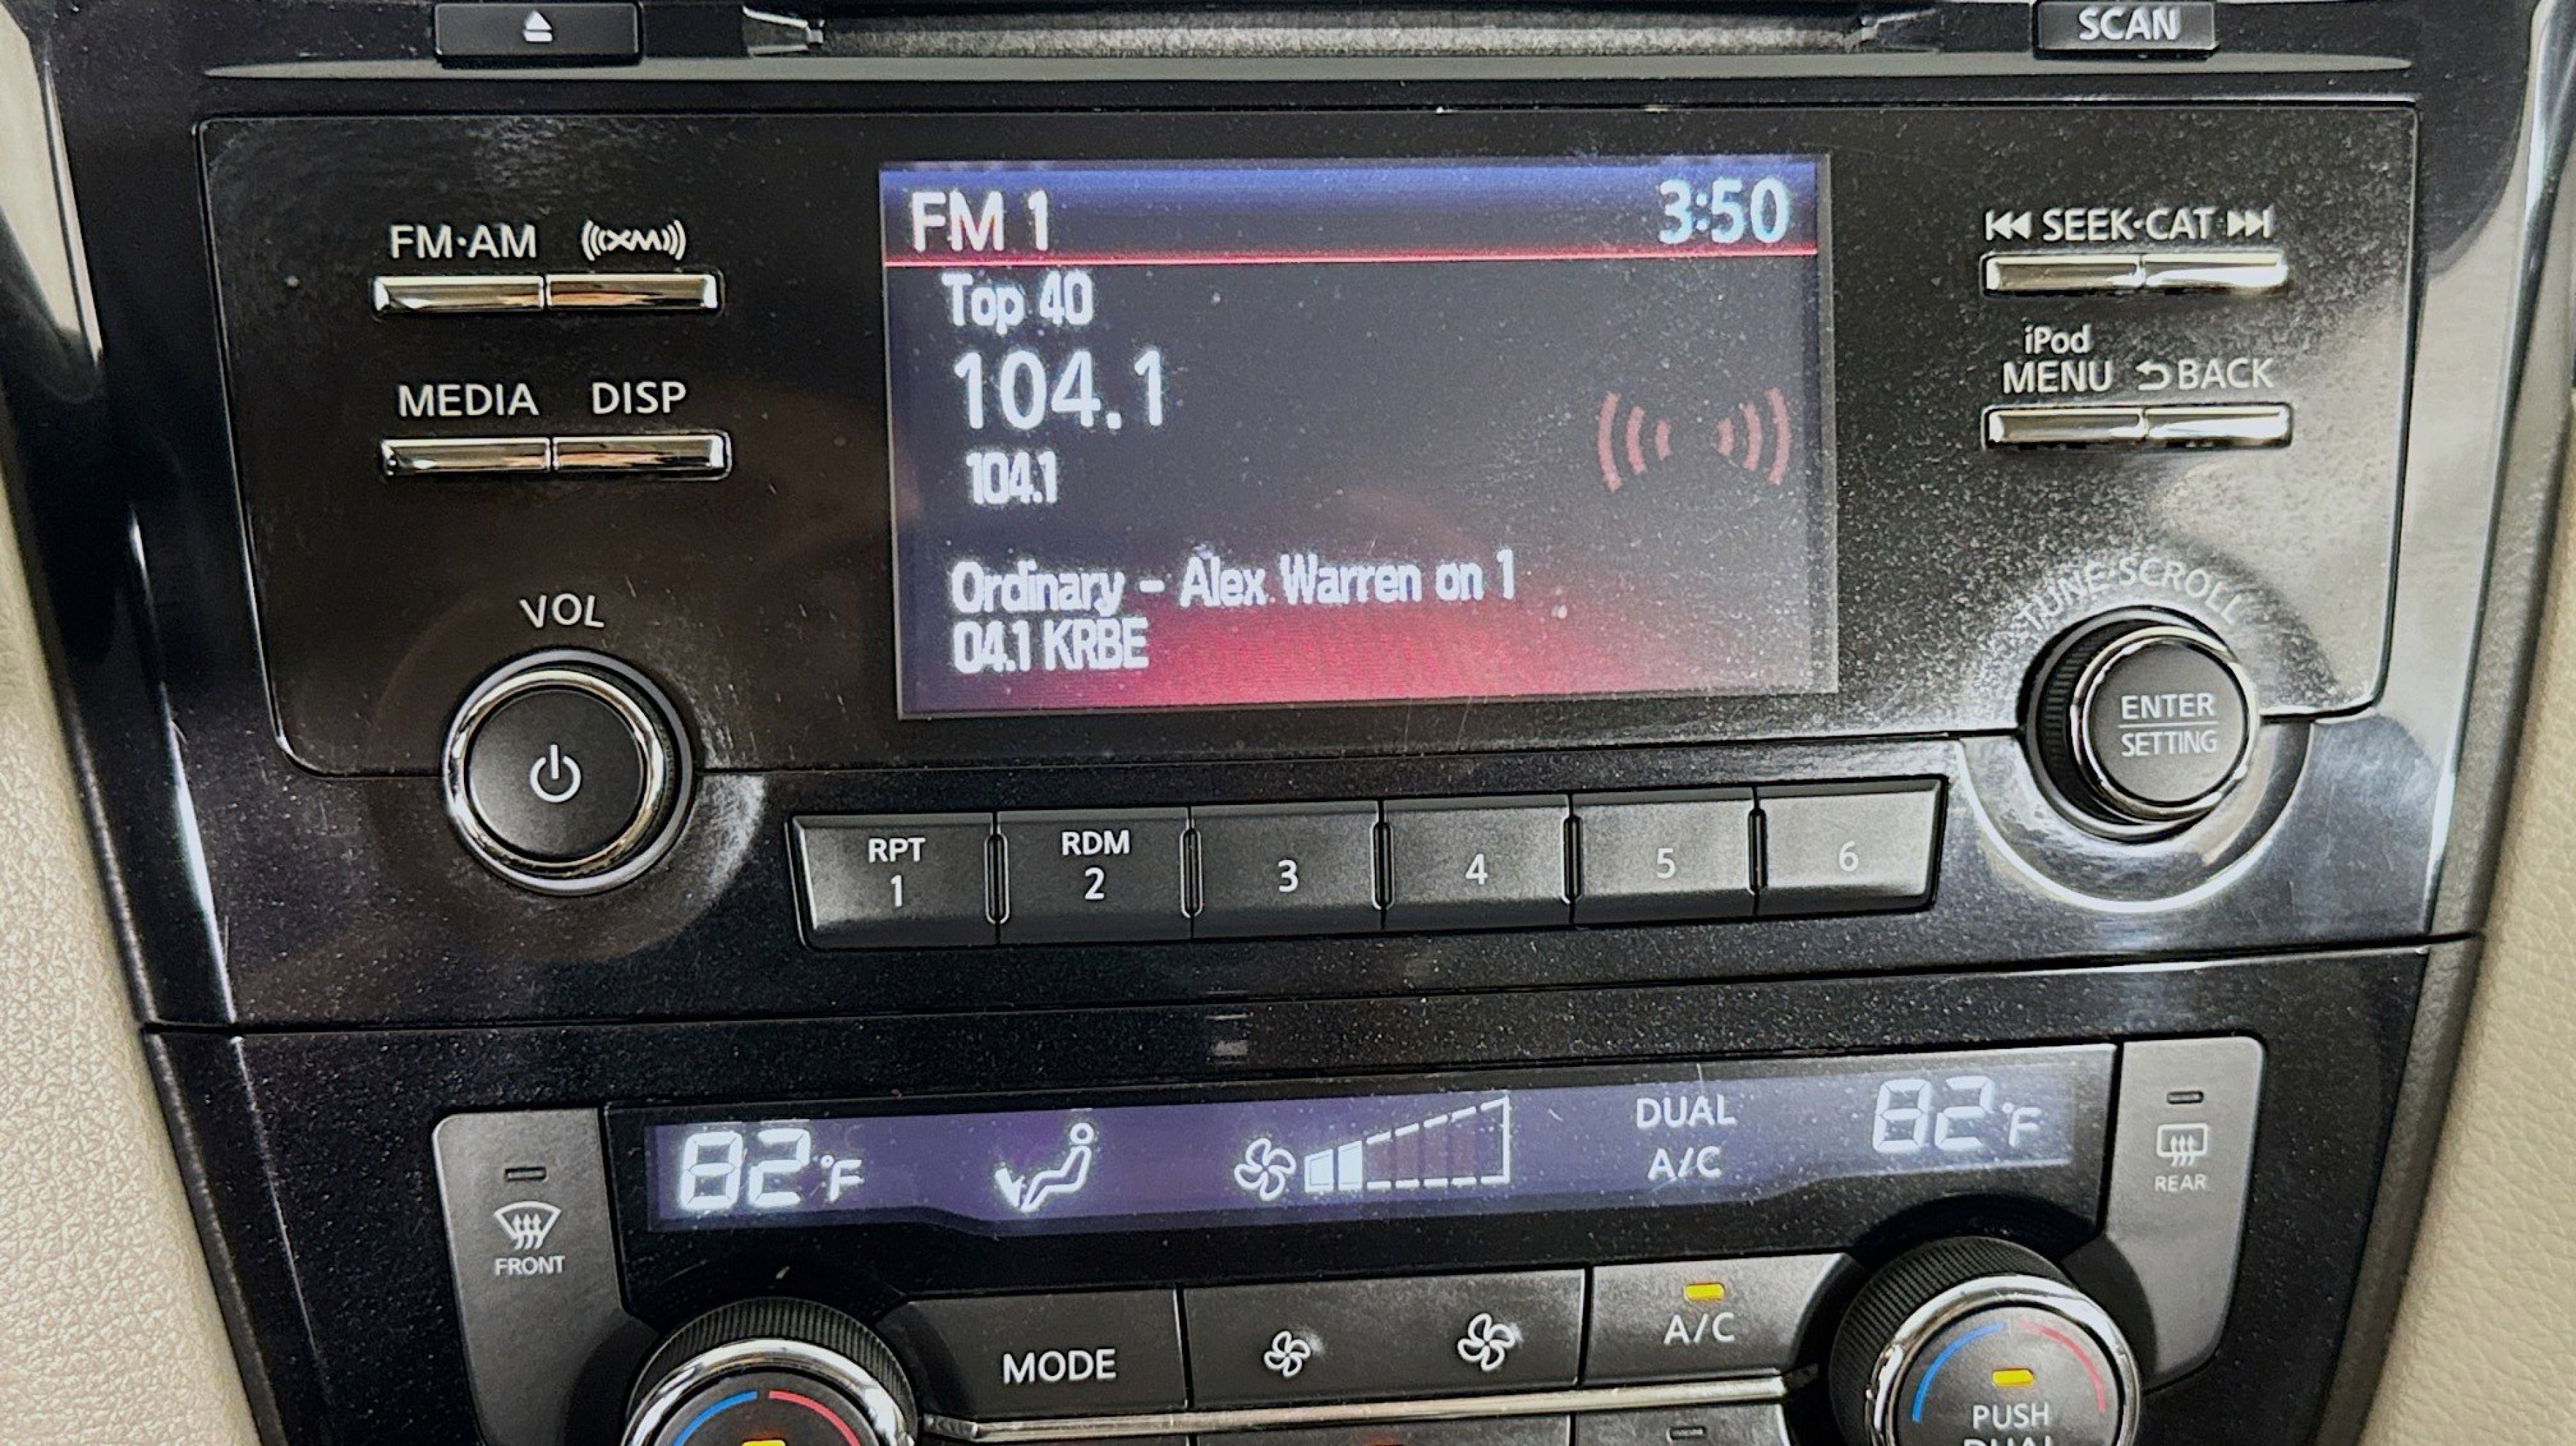 SCAN
FM·AM XM
FM 1 3:50
SEEK·CAT
Top 40
104.1
iPod
MENU BACK
MEDIA DISP
104.1
Ordinary - Alex Warren on 1
04.1 KRBE
VOL
TUNE·SCROLL
ENTER
SETTING
RPT
1
RDM
2
3
4
5
6
82°F
DUAL
A/C
82°F
FRONT
REAR
MODE
A/C
PUSH
DUAL